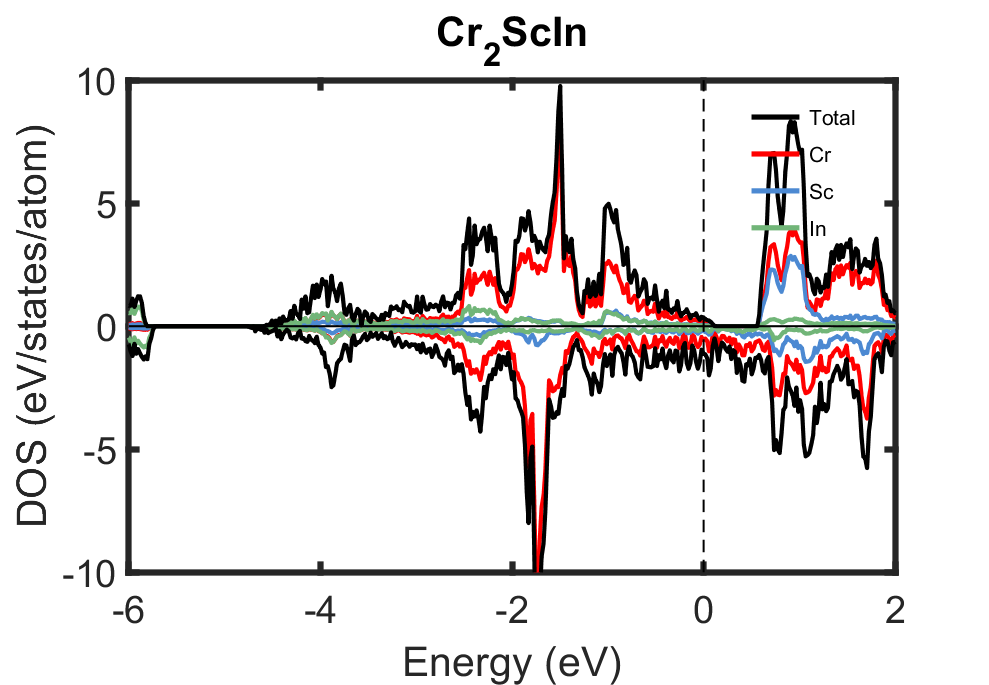 Cr2ScIn
DOS (eV/states/atom)
10
5
0
-5
-10
Total
Cr
Sc
In
-6 -4 -2 0 2
Energy (eV)